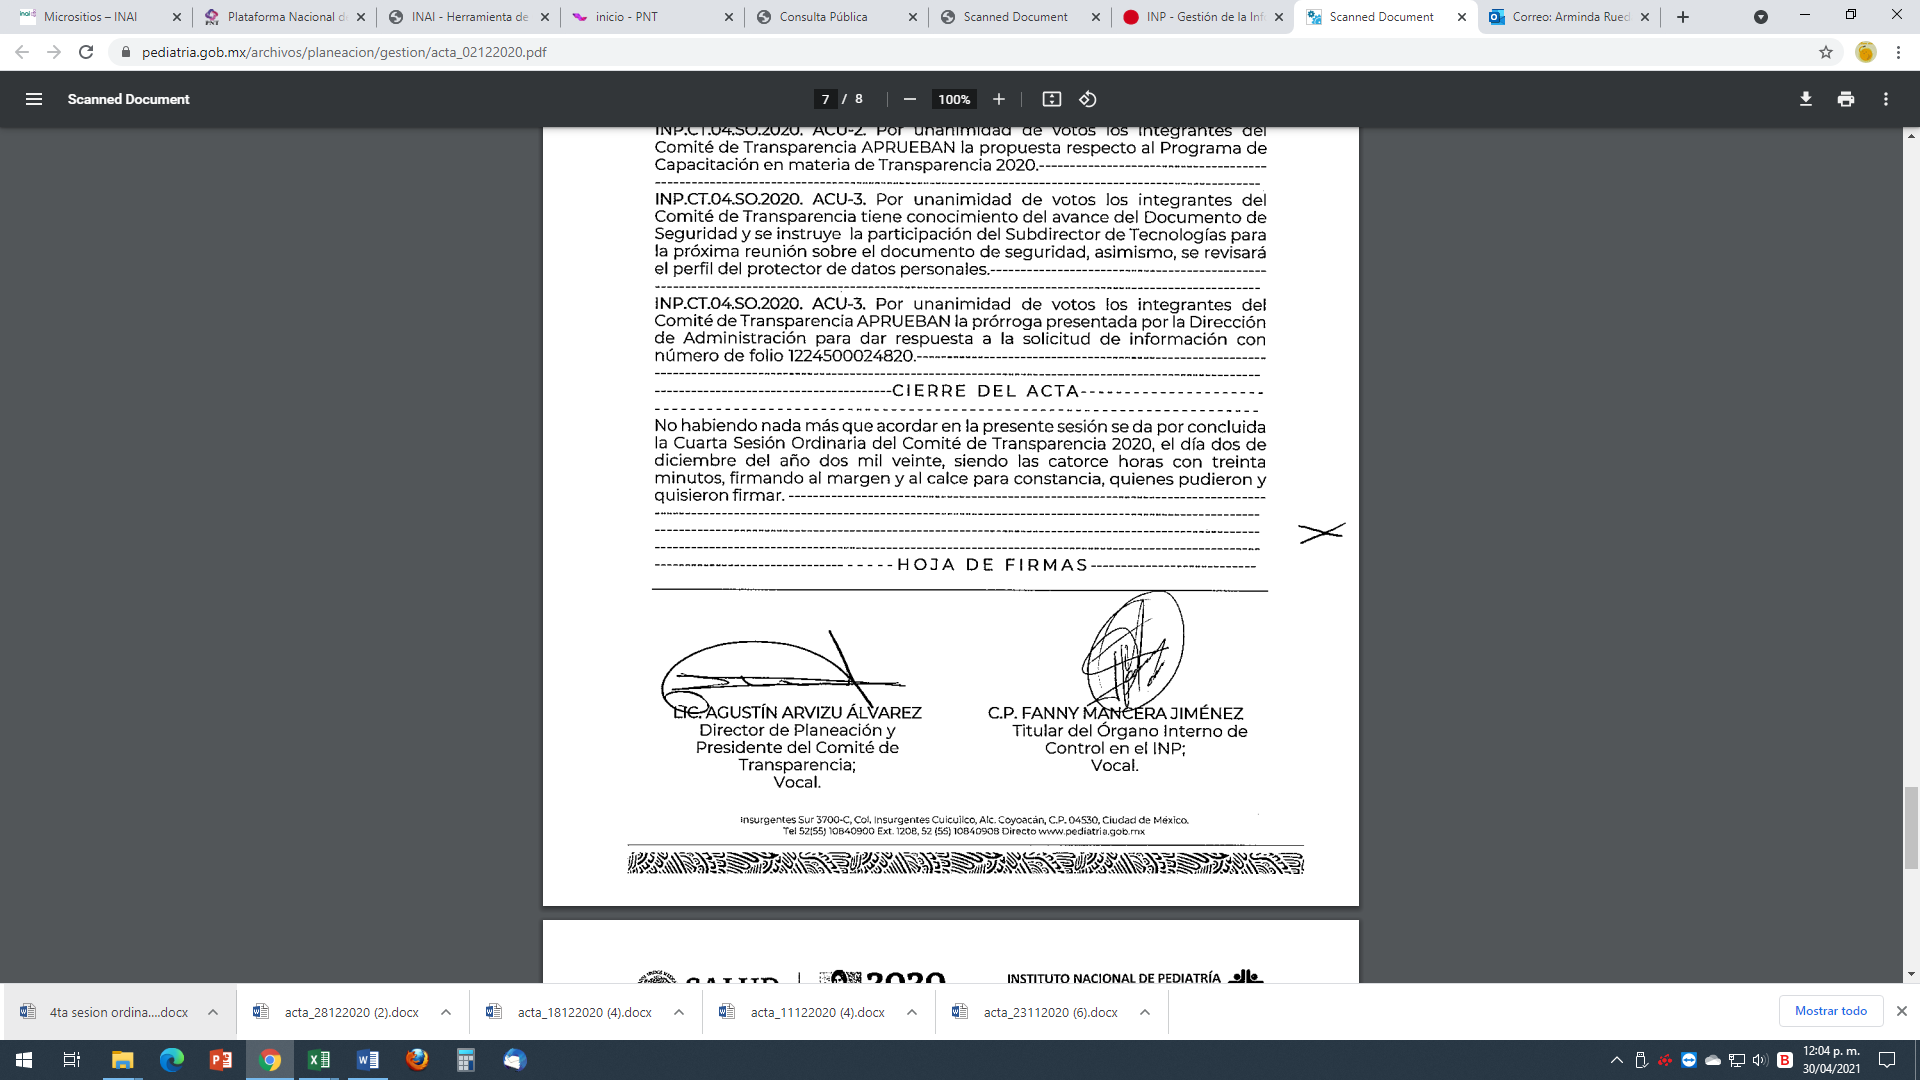 Micrositios – INAI
Plataforma Nacional d
INAI - Herramienta de
inicio - PNT
Consulta Pública
Scanned Document
INP - Gestión de la Inf
Scanned Document
Correo: Arminda Rued
pediatria.gob.mx/archivos/planeacion/gestion/acta_02122020.pdf
Scanned Document
7 / 8
100%
INP.CT.04.SO.2020. ACU-2. Por unanimidad de votos los integrantes del
Comité de Transparencia APRUEBAN la propuesta respecto al Programa de
Capacitación en materia de Transparencia 2020.
INP.CT.04.SO.2020. ACU-3. Por unanimidad de votos los integrantes del
Comité de Transparencia tiene conocimiento del avance del Documento de
Seguridad y se instruye la participación del Subdirector de Tecnologías para
la próxima reunión sobre el documento de seguridad, asimismo, se revisará
el perfil del protector de datos personales.
INP.CT.04.SO.2020. ACU-3. Por unanimidad de votos los integrantes del
Comité de Transparencia APRUEBAN la prórroga presentada por la Dirección
de Administración para dar respuesta a la solicitud de información con
número de folio 1224500024820.
CIERRE DEL ACTA
No habiendo nada más que acordar en la presente sesión se da por concluida
la Cuarta Sesión Ordinaria del Comité de Transparencia 2020, el día dos de
diciembre del año dos mil veinte, siendo las catorce horas con treinta
minutos, firmando al margen y al calce para constancia, quienes pudieron y
quisieron firmar.
HOJA DE FIRMAS
LIC. AGUSTÍN ARVIZU ÁLVAREZ
Director de Planeación y
Presidente del Comité de
Transparencia;
Vocal.
C.P. FANNY MANCERA JIMÉNEZ
Titular del Órgano Interno de
Control en el INP;
Vocal.
Insurgentes Sur 3700-C, Col. Insurgentes Cuicuilco, Alc. Coyoacán, C.P. 04530, Ciudad de México.
Tel 52(55) 10840900 Ext. 1208, 52 (55) 10840908 Directo www.pediatria.gob.mx
SALUD
2020
INSTITUTO NACIONAL DE PEDIATRÍA
4ta sesion ordina....docx
acta_28122020 (2).docx
acta_18122020 (4).docx
acta_11122020 (4).docx
acta_23112020 (6).docx
Mostrar todo
12:04 p. m.
30/04/2021